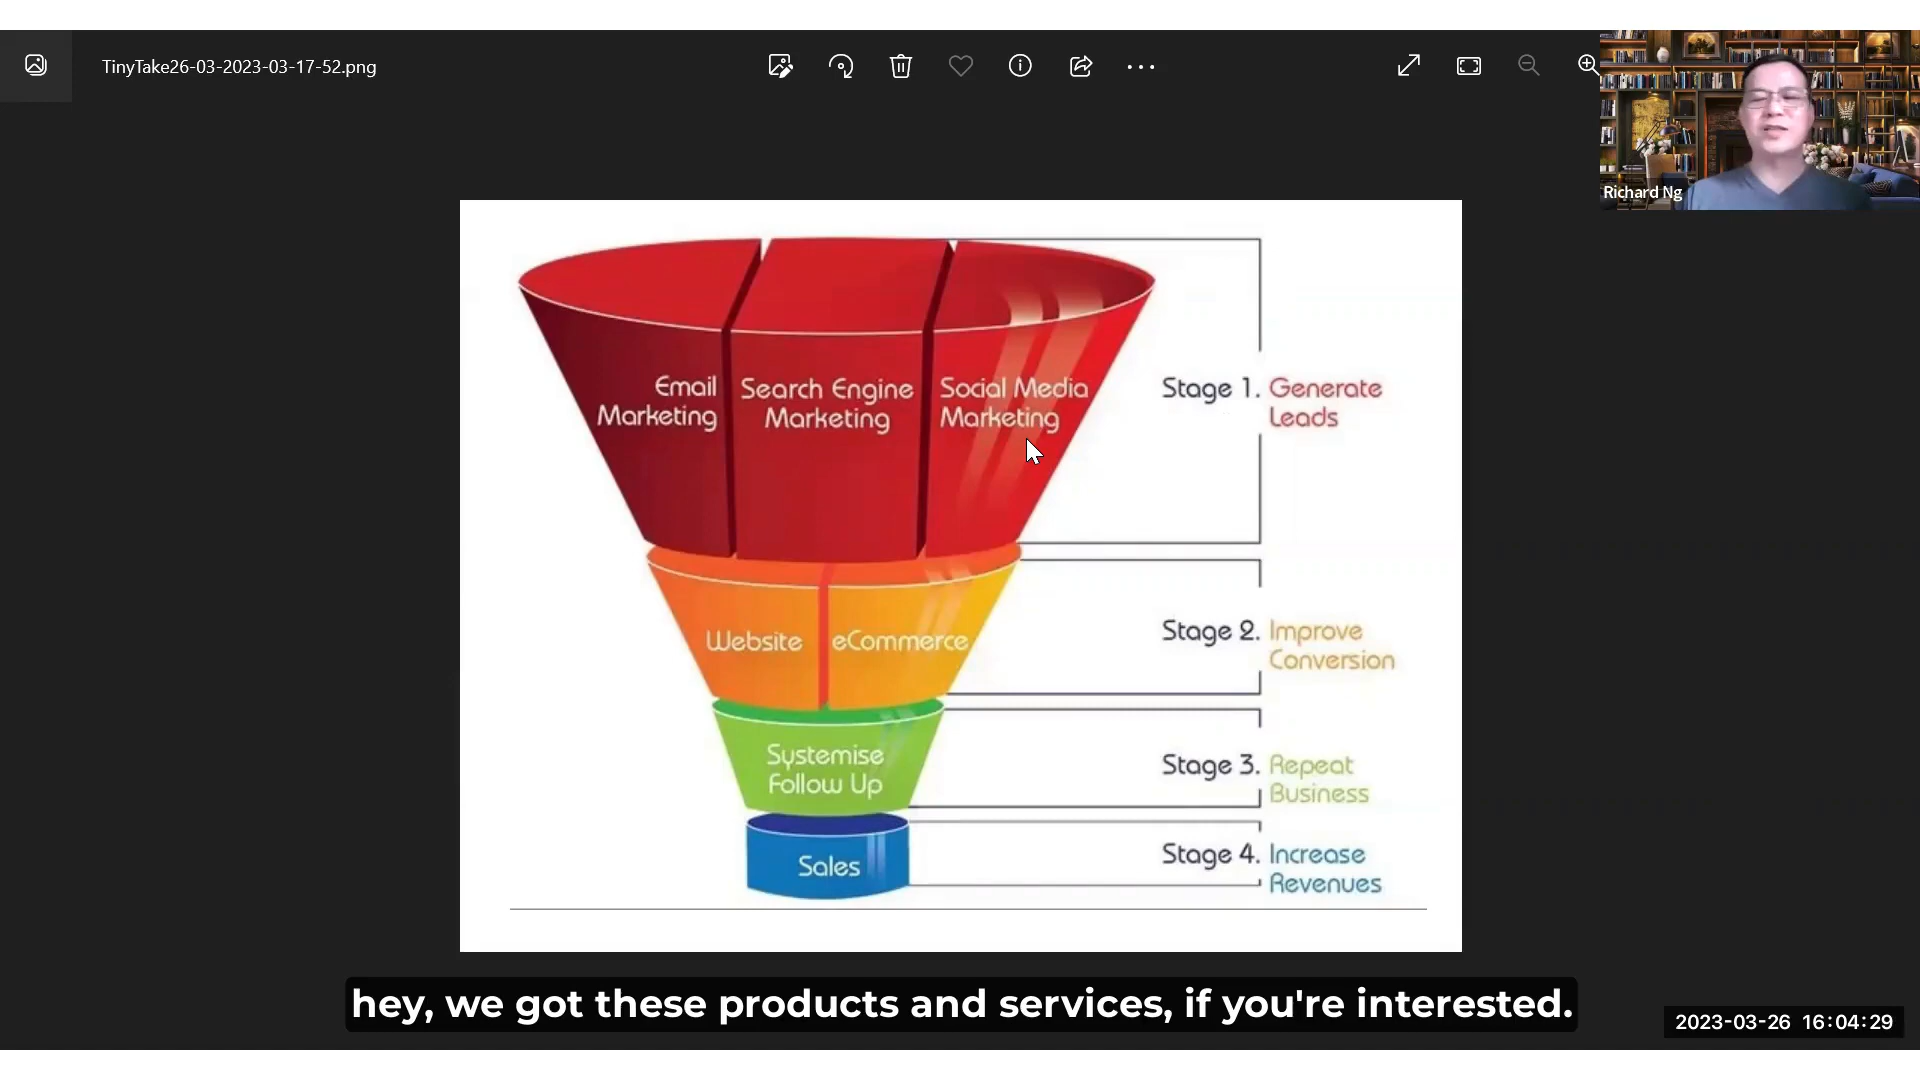 TinyTake26-03-2023-03-17-52.png
Richard Ng
Email
Marketing
Search Engine
Marketing
Social Media
Marketing
Stage 1. Generate
Leads
Website
eCommerce
Stage 2. Improve
Conversion
Systemise
Follow Up
Stage 3. Repeat
Business
Sales
Stage 4. Increase
Revenues
hey, we got these products and services, if you're interested.
2023-03-26 16:04:29